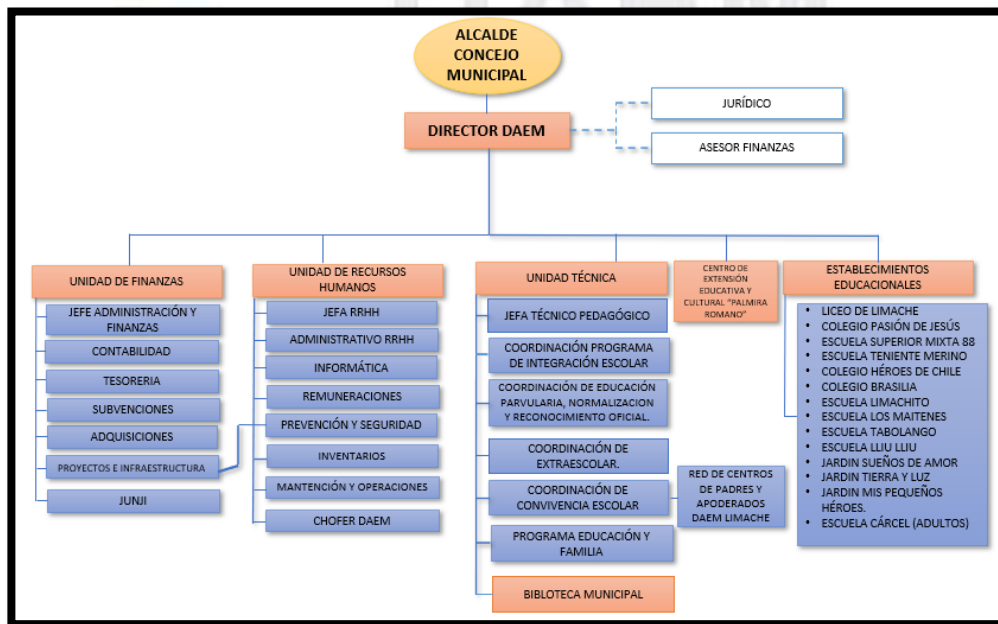 ALCALDE
CONCEJO
MUNICIPAL
DIRECTOR DAEM
JURÍDICO
ASESOR FINANZAS
UNIDAD DE FINANZAS
JEFE ADMINISTRACIÓN Y
FINANZAS
CONTABILIDAD
TESORERIA
SUBVENCIONES
ADQUISICIONES
PROYECTOS E INFRAESTRUCTURA
JUNJI
UNIDAD DE RECURSOS
HUMANOS
JEFA RRHH
ADMINISTRATIVO RRHH
INFORMÁTICA
REMUNERACIONES
PREVENCIÓN Y SEGURIDAD
INVENTARIOS
MANTENCIÓN Y OPERACIONES
CHOFER DAEM
UNIDAD TÉCNICA
JEFA TÉCNICO PEDAGÓGICO
COORDINACIÓN PROGRAMA
DE INTEGRACIÓN ESCOLAR
COORDINACIÓN DE EDUCACIÓN
PARVULARIA, NORMALIZACION
Y RECONOCIMIENTO OFICIAL.
COORDINACIÓN DE
EXTRAESCOLAR.
COORDINACIÓN DE
CONVIVENCIA ESCOLAR
PROGRAMA EDUCACIÓN Y
FAMILIA
BIBLOTECA MUNICIPAL
RED DE CENTROS
DE PADRES Y
APODERADOS
DAEM LIMACHE
CENTRO DE
EXTENSIÓN
EDUCATIVA Y
CULTURAL "PALMIRA
ROMANO"
ESTABLECIMIENTOS
EDUCACIONALES
• LICEO DE LIMACHE
• COLEGIO PASIÓN DE JESÚS
• ESCUELA SUPERIOR MIXTA 88
• ESCUELA TENIENTE MERINO
• COLEGIO HÉROES DE CHILE
• COLEGIO BRASILIA
• ESCUELA LIMACHITO
• ESCUELA LOS MAITENES
• ESCUELA TABOLANGO
• ESCUELA LLIU LLIU
• JARDIN SUEÑOS DE AMOR
• JARDIN TIERRA Y LUZ
• JARDIN MIS PEQUEÑOS
HÉROES.
• ESCUELA CÁRCEL (ADULTOS)